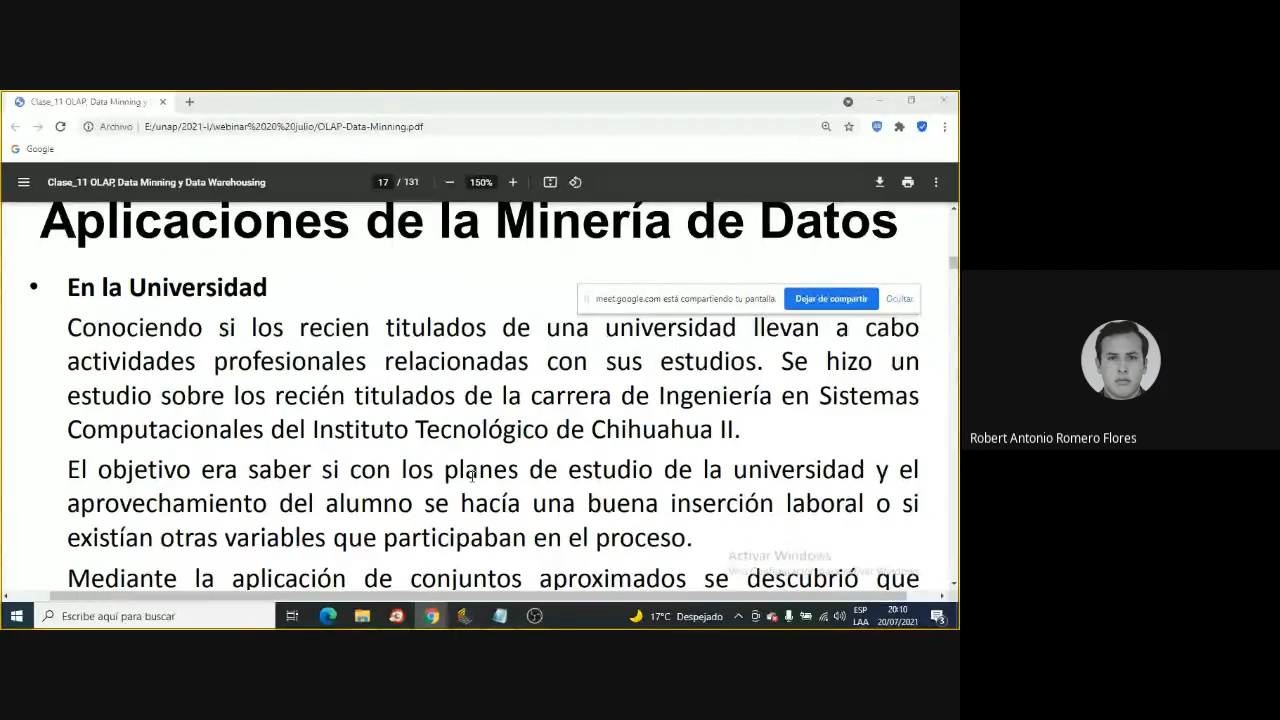 Clase_11 OLAP, Data Minning y
Archivo E:/unap/2021-I/webinar%2020%20julio/OLAP-Data-Minning.pdf
Google
Clase_11 OLAP, Data Minning y Data Warehousing 17 / 131 150%
Aplicaciones de la Minería de Datos
• En la Universidad
meet.google.com está compartiendo tu pantalla. Dejar de compartir Ocultar
Conociendo si los recien titulados de una universidad llevan a cabo
actividades profesionales relacionadas con sus estudios. Se hizo un
estudio sobre los recién titulados de la carrera de Ingeniería en Sistemas
Computacionales del Instituto Tecnológico de Chihuahua II.
El objetivo era saber si con los planes de estudio de la universidad y el
aprovechamiento del alumno se hacía una buena inserción laboral o si
existían otras variables que participaban en el proceso.
Activar Windows
Mediante la aplicación de conjuntos aproximados se descubrió que
Escribe aquí para buscar
17°C Despejado
ESP
LAA
20:10
20/07/2021
3
Robert Antonio Romero Flores